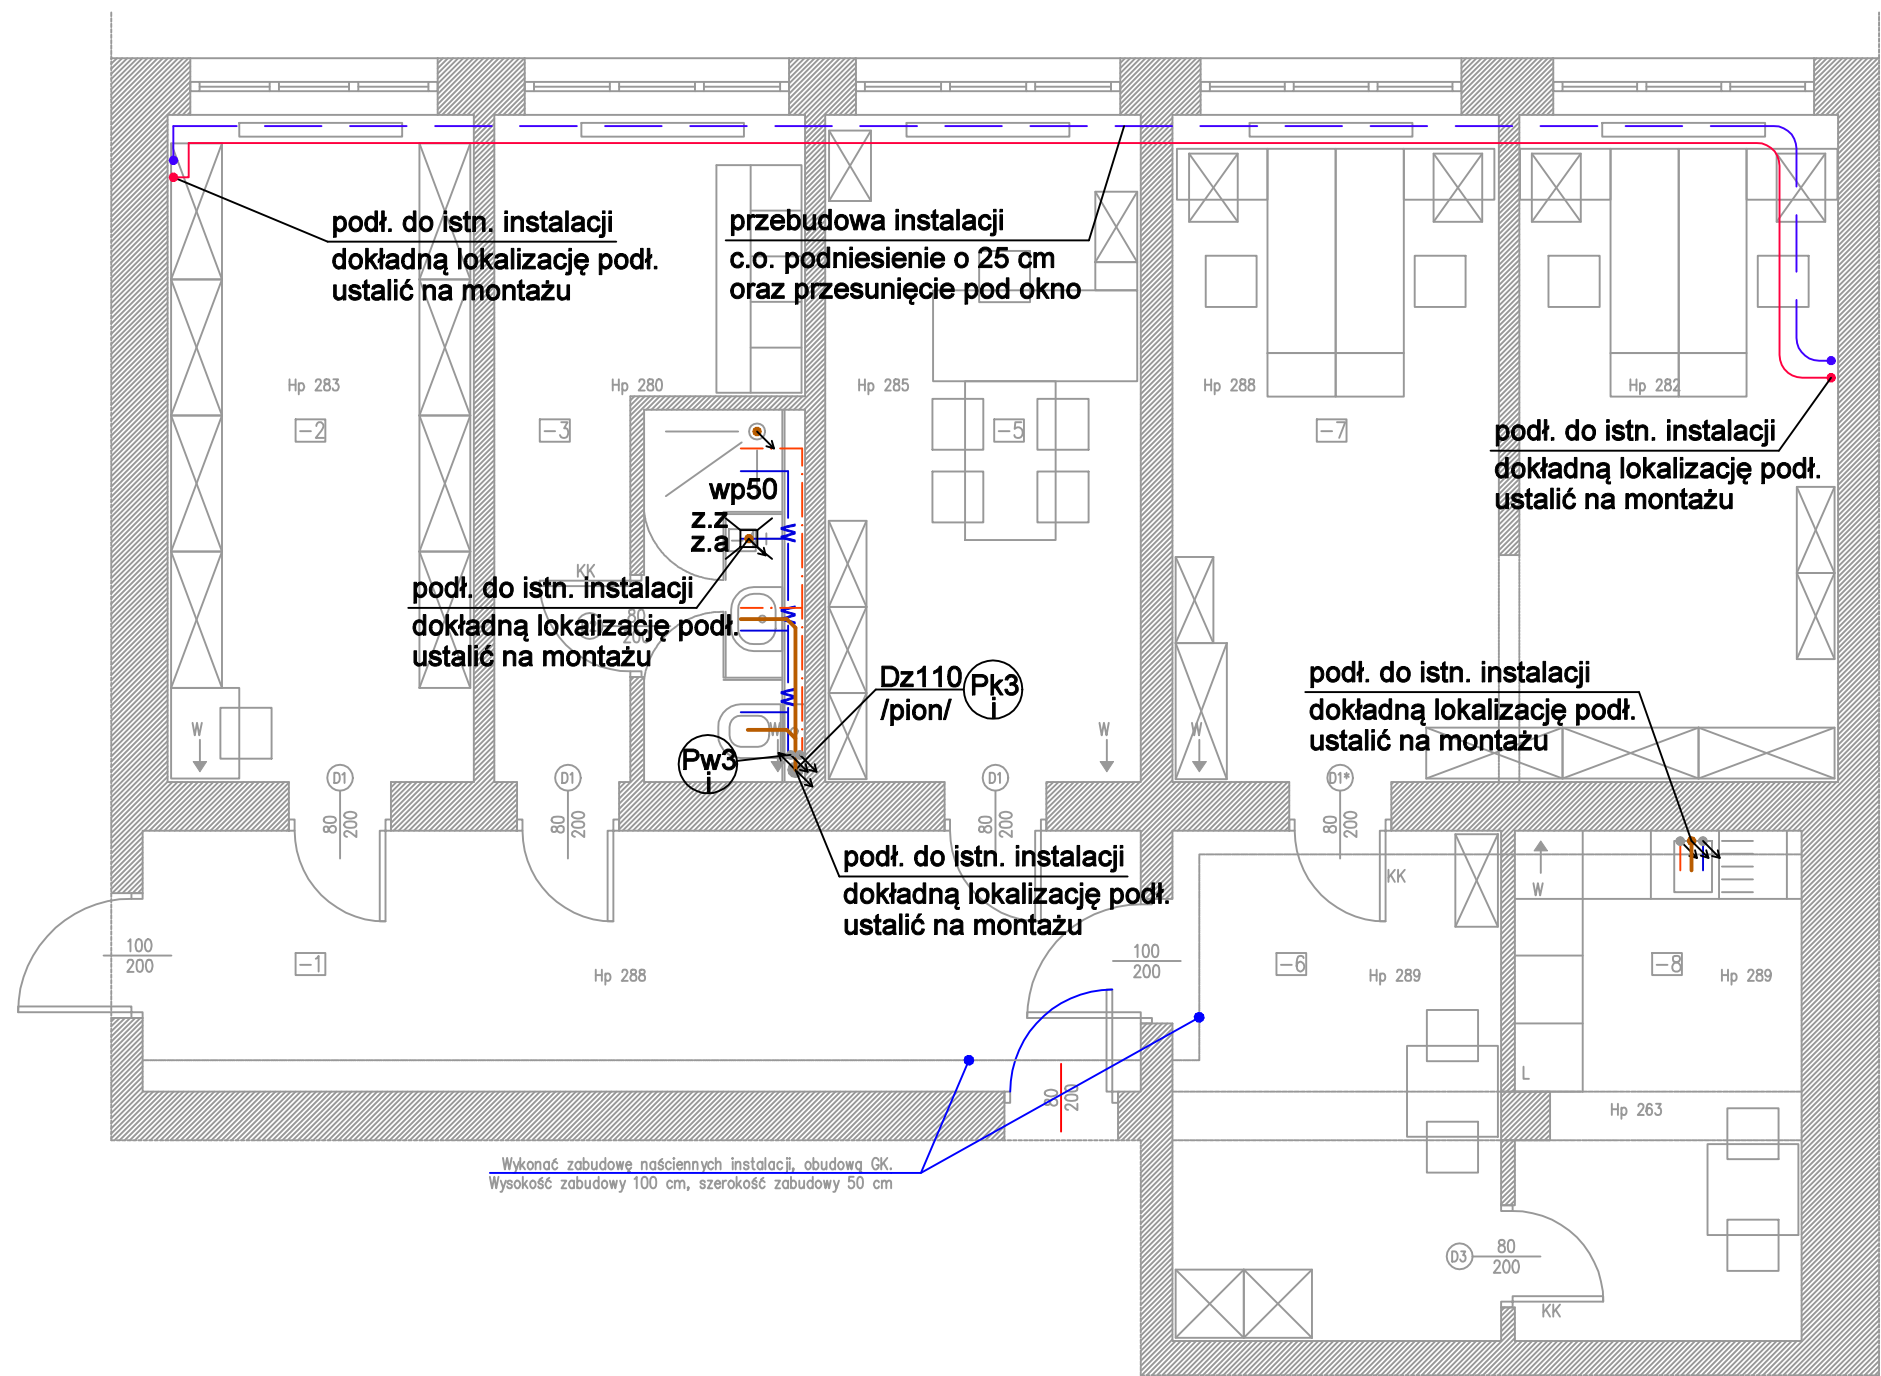 podł. do istn. instalacji
dokładną lokalizację podł.
ustalić na montażu
przebudowa instalacji
c.o. podniesienie o 25 cm
oraz przesunięcie pod okno
Hp 283
Hp 280
Hp 285
Hp 288
Hp 282
-2
-3
-5
-7
podł. do istn. instalacji
dokładną lokalizację podł.
ustalić na montażu
wp50
z.z
z.a
W
KK
podł. do istn. instalacji
80
200
dokładną lokalizację podł.
ustalić na montażu
W
W
Dz110
/pion/
Pk3
i
Pw3
i
podł. do istn. instalacji
dokładną lokalizację podł.
ustalić na montażu
W
W
W
W
D1
80
200
D1
80
200
D1
80
200
D1*
80
200
podł. do istn. instalacji
dokładną lokalizację podł.
ustalić na montażu
KK
W
100
200
-1
Hp 288
100
200
-6
Hp 289
-8
Hp 289
L
80
200
Hp 263
Wykonać zabudowę naściennych instalacji, obudową GK.
Wysokość zabudowy 100 cm, szerokość zabudowy 50 cm
D3
80
200
KK